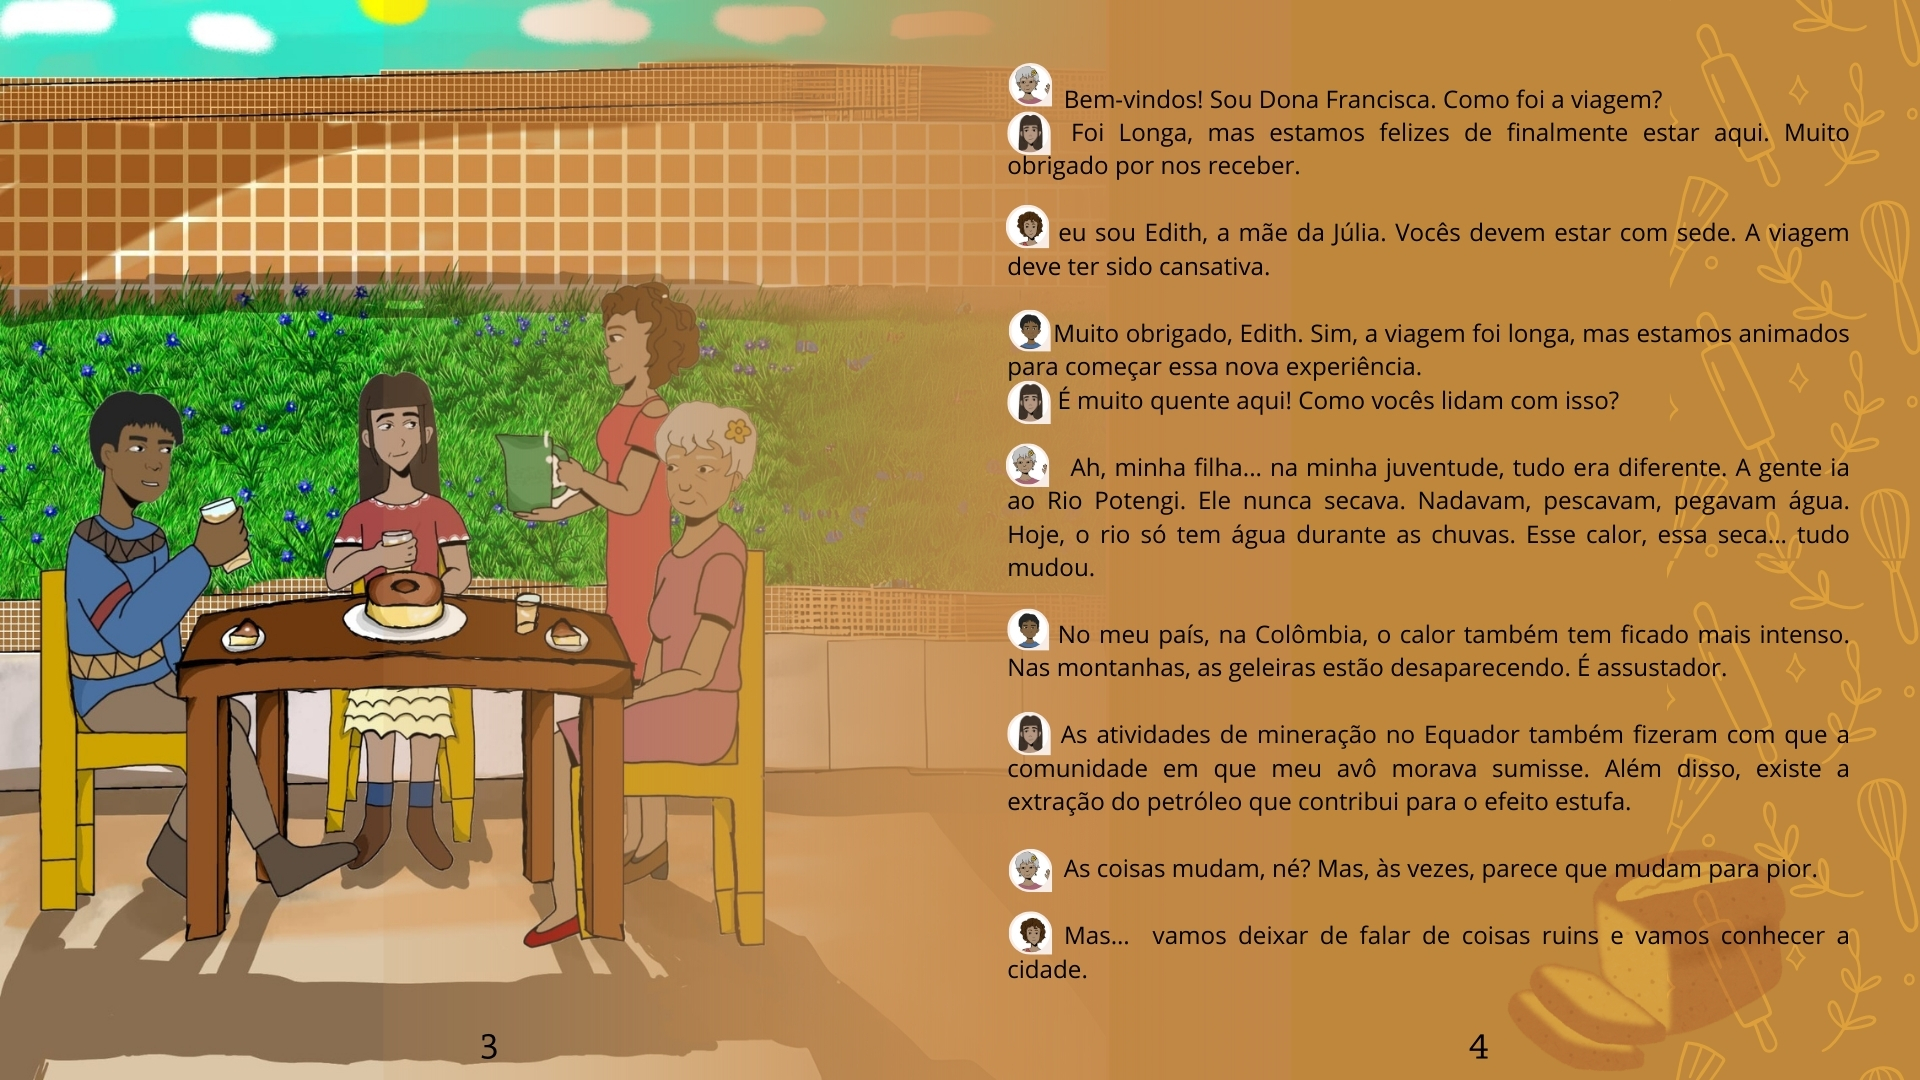 Bem-vindos! Sou Dona Francisca. Como foi a viagem?
Foi Longa, mas estamos felizes de finalmente estar aqui. Muito
obrigado por nos receber.
eu sou Edith, a mãe da Júlia. Vocês devem estar com sede. A viagem
deve ter sido cansativa.
Muito obrigado, Edith. Sim, a viagem foi longa, mas estamos animados
para começar essa nova experiência.
É muito quente aqui! Como vocês lidam com isso?
Ah, minha filha... na minha juventude, tudo era diferente. A gente ia
ao Rio Potengi. Ele nunca secava. Nadavam, pescavam, pegavam água.
Hoje, o rio só tem água durante as chuvas. Esse calor, essa seca... tudo
mudou.
No meu país, na Colômbia, o calor também tem ficado mais intenso.
Nas montanhas, as geleiras estão desaparecendo. É assustador.
As atividades de mineração no Equador também fizeram com que a
comunidade em que meu avô morava sumisse. Além disso, existe a
extração do petróleo que contribui para o efeito estufa.
As coisas mudam, né? Mas, às vezes, parece que mudam para pior.
Mas... vamos deixar de falar de coisas ruins e vamos conhecer a
cidade.
3
4